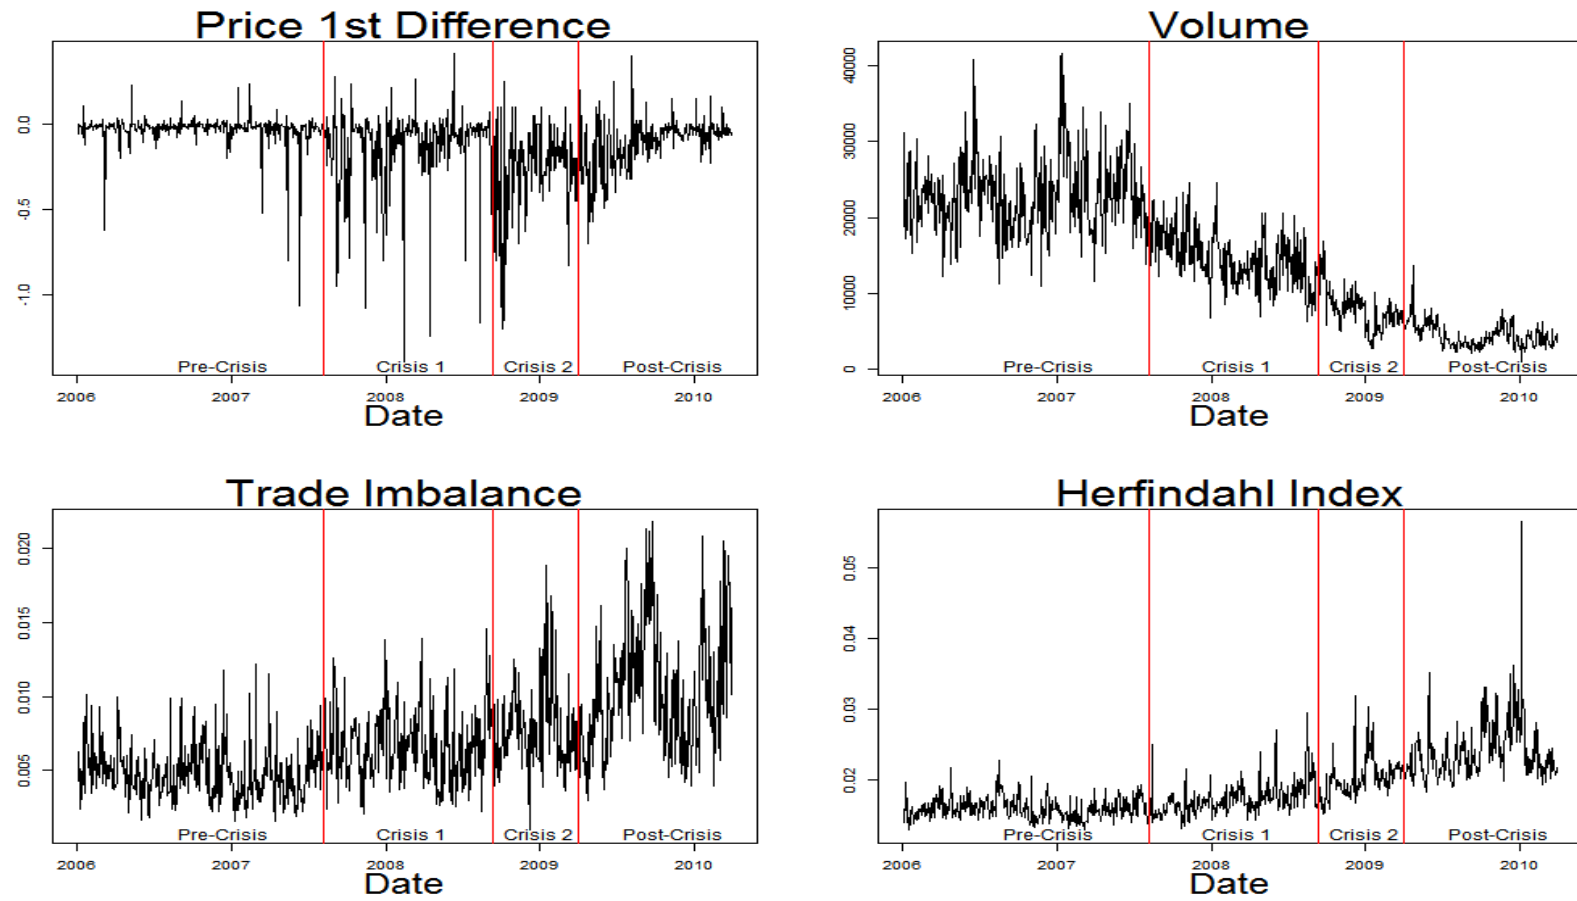 Price 1st Difference
0.0
-0.5
-1.0
Pre-Crisis Crisis 1 Crisis 2 Post-Crisis
2006 2007 2008 2009 2010
Date
Volume
40000
30000
20000
10000
0
Pre-Crisis Crisis 1 Crisis 2 Post-Crisis
2006 2007 2008 2009 2010
Date
Trade Imbalance
0.020
0.015
0.010
0.005
Pre-Crisis Crisis 1 Crisis 2 Post-Crisis
2006 2007 2008 2009 2010
Date
Herfindahl Index
0.05
0.04
0.03
0.02
Pre-Crisis Crisis 1 Crisis 2 Post-Crisis
2006 2007 2008 2009 2010
Date